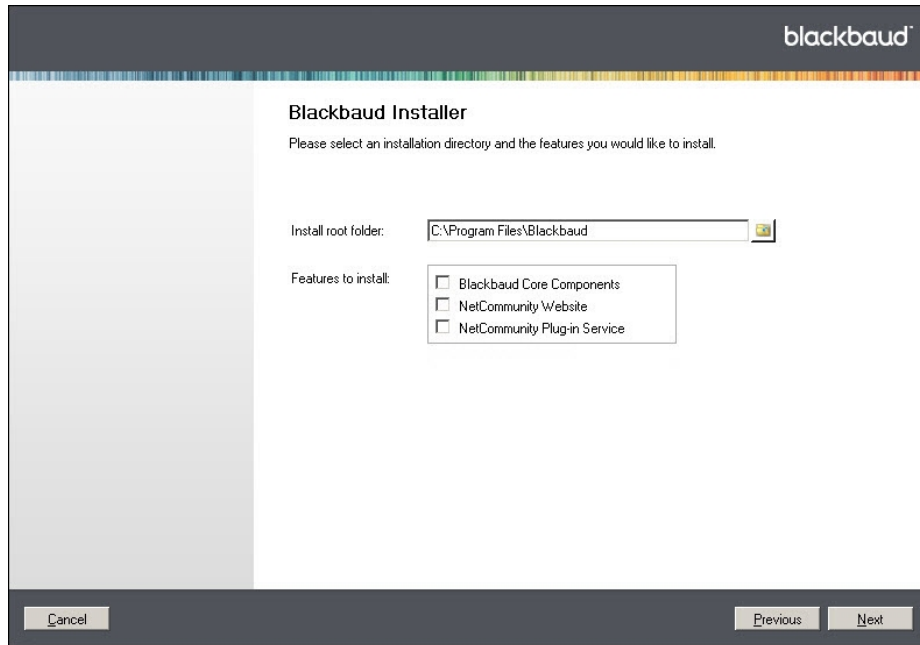 blackbaud
Blackbaud Installer
Please select an installation directory and the features you would like to install.
Install root folder:
C:\Program Files\Blackbaud
Features to install:
Blackbaud Core Components
NetCommunity Website
NetCommunity Plug-in Service
Cancel
Previous
Next